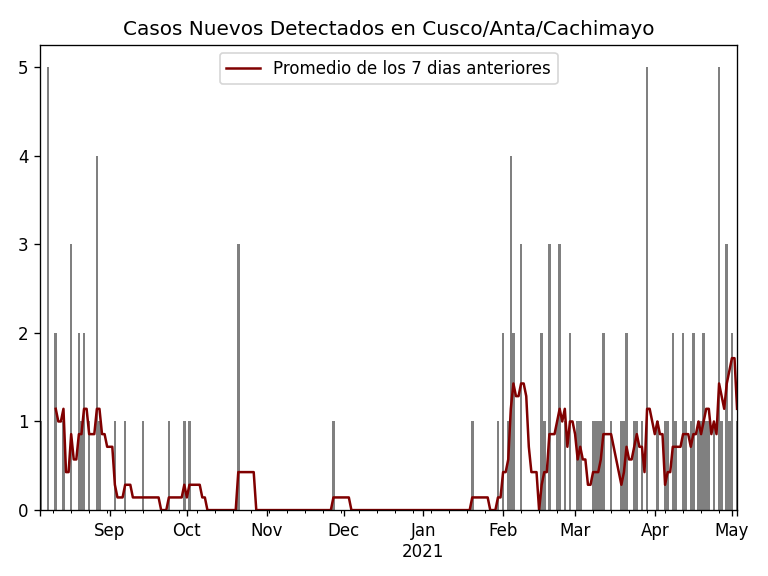 Casos Nuevos Detectados en Cusco/Anta/Cachimayo
Promedio de los 7 dias anteriores
5
4
3
2
1
0
Sep Oct Nov Dec Jan Feb Mar Apr May
2021